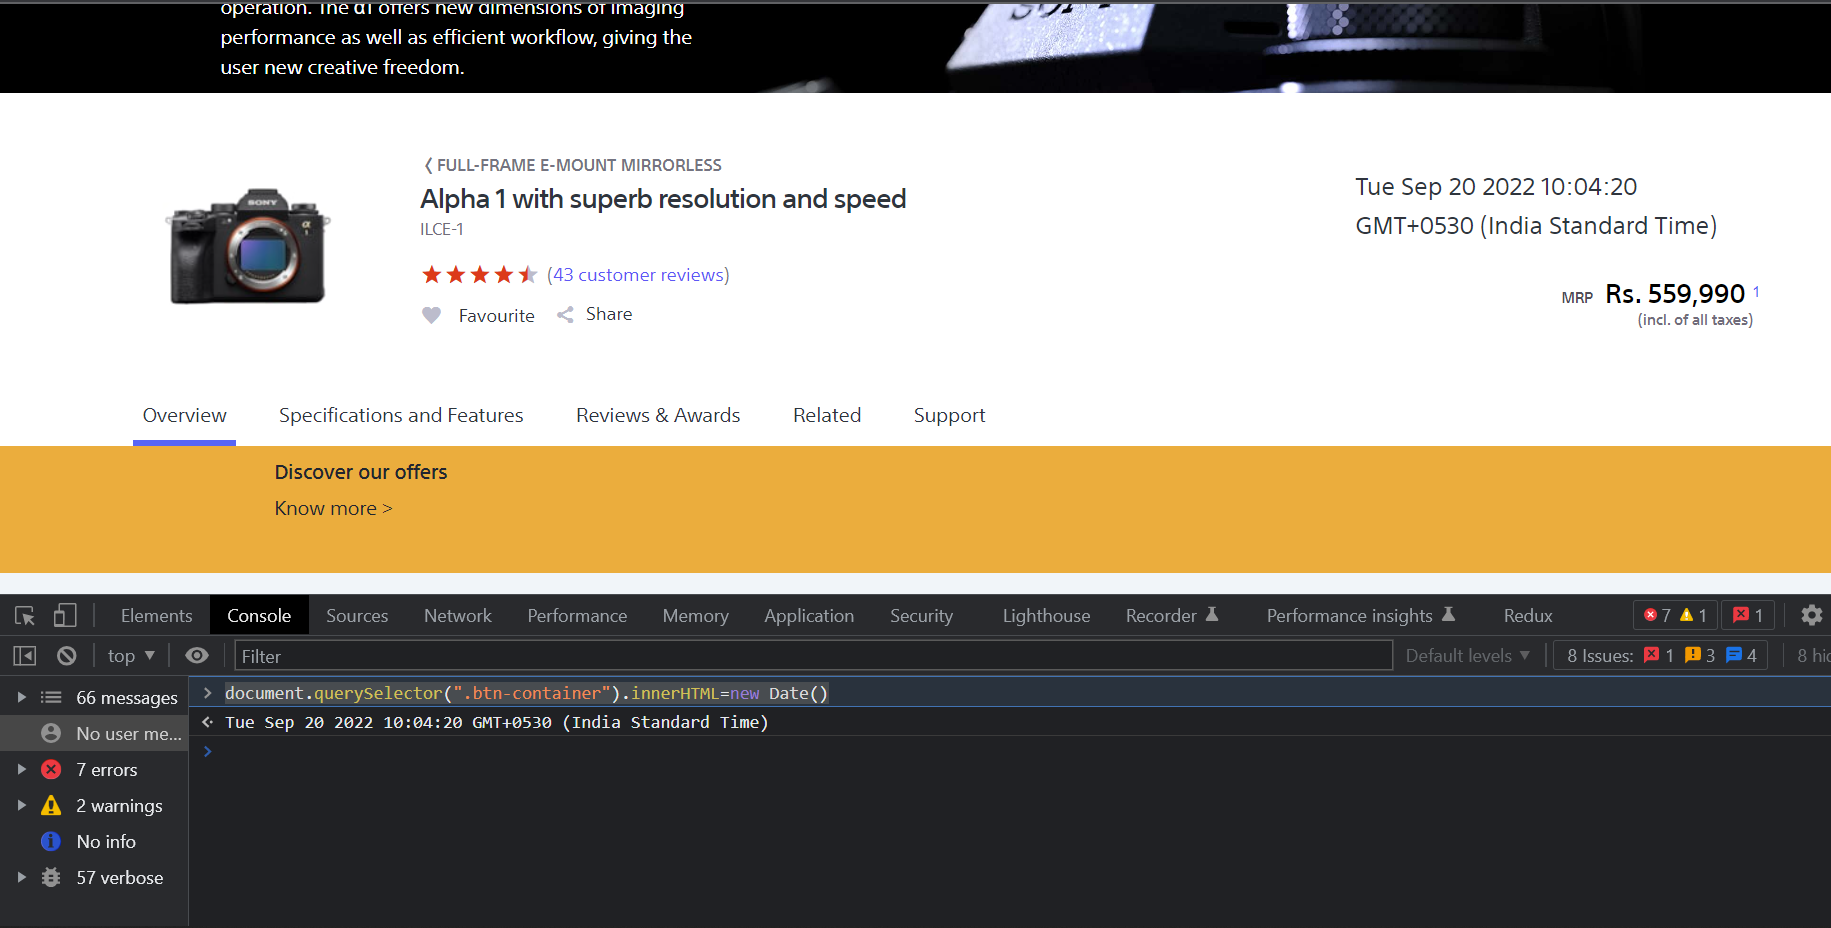 operation. The α1 offers new dimensions of imaging
performance as well as efficient workflow, giving the
user new creative freedom.
SONY
FULL-FRAME E-MOUNT MIRRORLESS
Alpha 1 with superb resolution and speed
ILCE-1
(43 customer reviews)
Favourite Share
SONY
α
1
Tue Sep 20 2022 10:04:20
GMT+0530 (India Standard Time)
MRP Rs. 559,990 1
(incl. of all taxes)
Overview Specifications and Features Reviews & Awards Related Support
Discover our offers
Know more >
Elements Console Sources Network Performance Memory Application Security Lighthouse Recorder Performance insights Redux 7 1 1
top ▼ Filter Default levels ▼ 8 Issues: 1 3 4 8 hid
66 messages
No user me...
7 errors
2 warnings
No info
57 verbose
> document.querySelector(".btn-container").innerHTML=new Date()
Tue Sep 20 2022 10:04:20 GMT+0530 (India Standard Time)
>